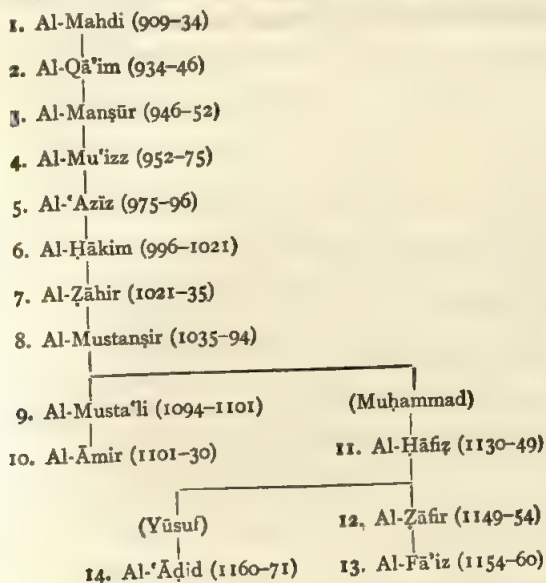 1. Al-Mahdi (909–34)
2. Al-Qā'im (934–46)
3. Al-Manṣūr (946–52)
4. Al-Mu‘izz (952–75)
5. Al-‘Azīz (975–96)
6. Al-Ḥākim (996–1021)
7. Al-Ẓāhir (1021–35)
8. Al-Mustanṣir (1035–94)
9. Al-Musta‘li (1094–1101) (Muḥammad)
10. Al-Āmir (1101–30) 11. Al-Ḥāfiẓ (1130–49)
(Yūsuf) 12. Al-Ẓāfir (1149–54)
14. Al-‘Āḍid (1160–71) 13. Al-Fā'iz (1154–60)